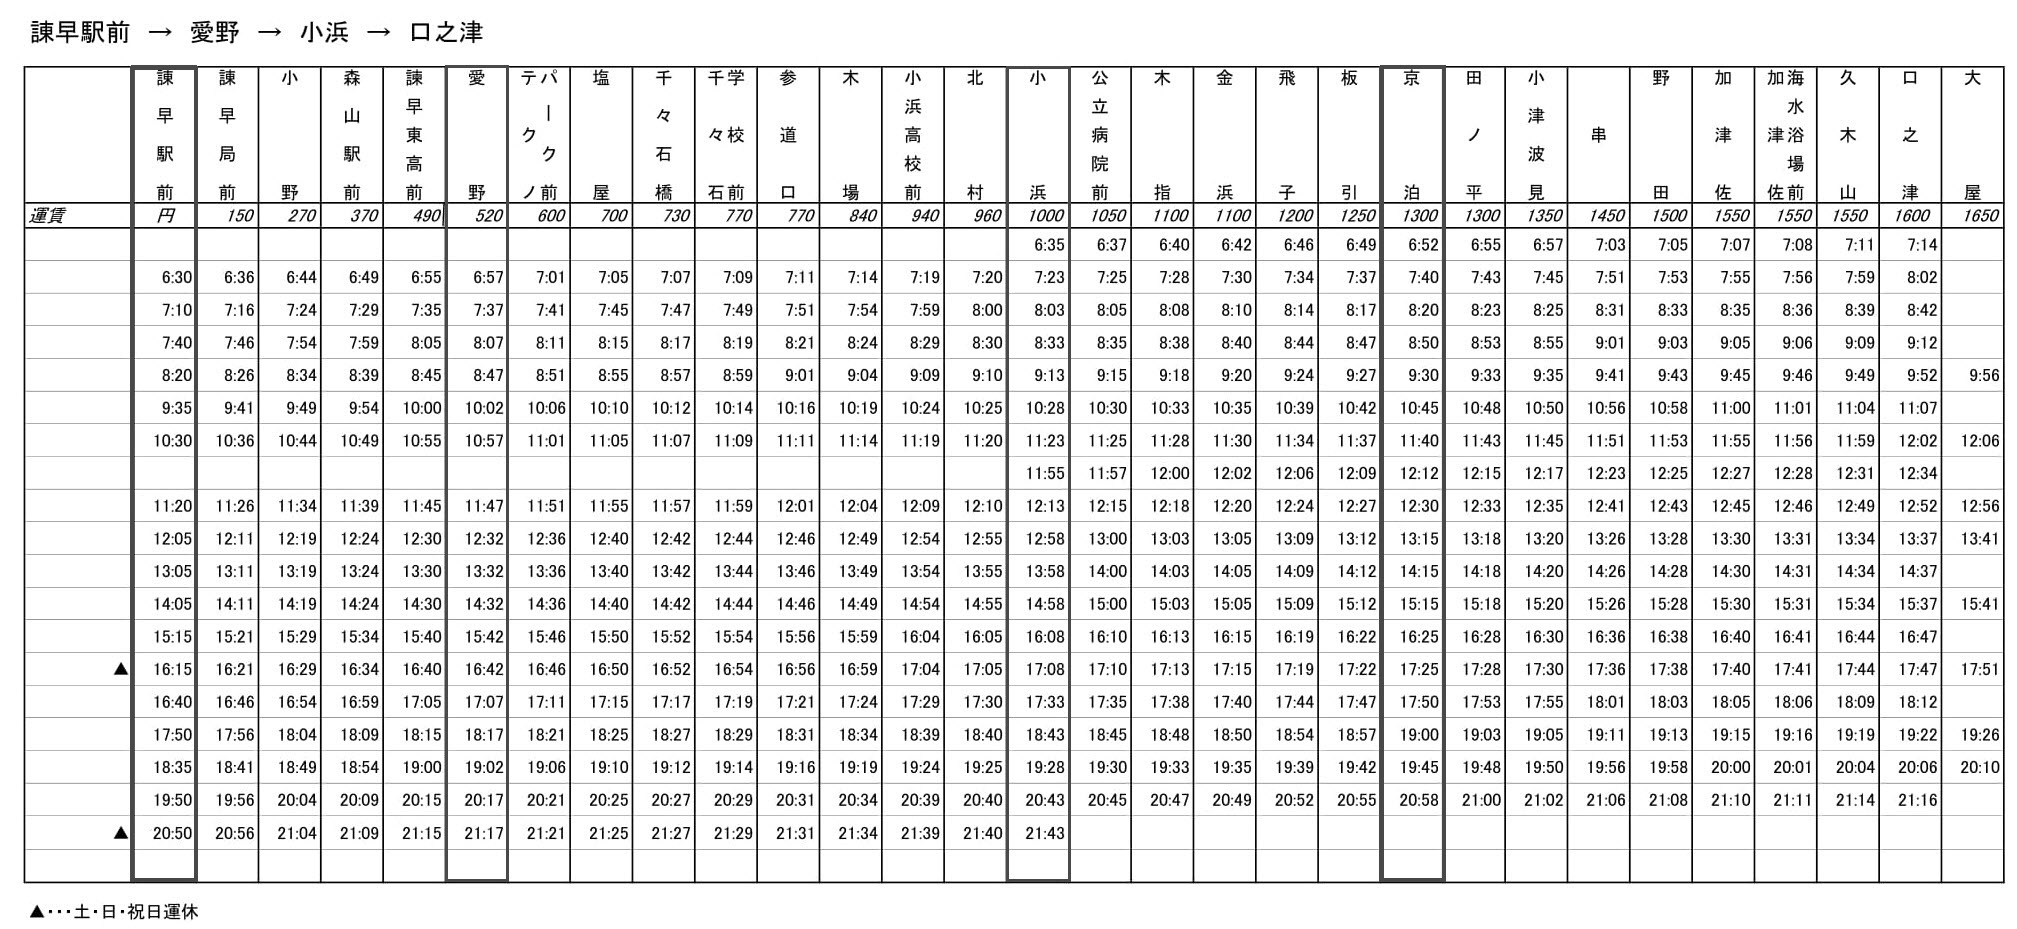 諫早駅前 → 愛野 → 小浜 → 口之津
諫早駅前 諫早局前 小野 森山駅前 諫早東高前 愛野 パークテクノパーク前 塩屋 千々石橋 千々石学校前 参道口 木場 小浜高校前 北村 小浜 公立病院前 木指 金浜 飛子 板引 京泊 田ノ平 小津波見 串 野田 加津佐 加津佐海水浴場前 久木山 口之津 大屋
運賃 円 150 270 370 490 520 600 700 730 770 770 840 940 960 1000 1050 1100 1100 1200 1250 1300 1300 1350 1450 1500 1550 1550 1550 1600 1650
6:35 6:37 6:40 6:42 6:46 6:49 6:52 6:55 6:57 7:03 7:05 7:07 7:08 7:11 7:14
6:30 6:36 6:44 6:49 6:55 6:57 7:01 7:05 7:07 7:09 7:11 7:14 7:19 7:20 7:23 7:25 7:28 7:30 7:34 7:37 7:40 7:43 7:45 7:51 7:53 7:55 7:56 7:59 8:02
7:10 7:16 7:24 7:29 7:35 7:37 7:41 7:45 7:47 7:49 7:51 7:54 7:59 8:00 8:03 8:05 8:08 8:10 8:14 8:17 8:20 8:23 8:25 8:31 8:33 8:35 8:36 8:39 8:42
7:40 7:46 7:54 7:59 8:05 8:07 8:11 8:15 8:17 8:19 8:21 8:24 8:29 8:30 8:33 8:35 8:38 8:40 8:44 8:47 8:50 8:53 8:55 9:01 9:03 9:05 9:06 9:09 9:12
8:20 8:26 8:34 8:39 8:45 8:47 8:51 8:55 8:57 8:59 9:01 9:04 9:09 9:10 9:13 9:15 9:18 9:20 9:24 9:27 9:30 9:33 9:35 9:41 9:43 9:45 9:46 9:49 9:52 9:56
9:35 9:41 9:49 9:54 10:00 10:02 10:06 10:10 10:12 10:14 10:16 10:19 10:24 10:25 10:28 10:30 10:33 10:35 10:39 10:42 10:45 10:48 10:50 10:56 10:58 11:00 11:01 11:04 11:07
10:30 10:36 10:44 10:49 10:55 10:57 11:01 11:05 11:07 11:09 11:11 11:14 11:19 11:20 11:23 11:25 11:28 11:30 11:34 11:37 11:40 11:43 11:45 11:51 11:53 11:55 11:56 11:59 12:02 12:06
11:55 11:57 12:00 12:02 12:06 12:09 12:12 12:15 12:17 12:23 12:25 12:27 12:28 12:31 12:34
11:20 11:26 11:34 11:39 11:45 11:47 11:51 11:55 11:57 11:59 12:01 12:04 12:09 12:10 12:13 12:15 12:18 12:20 12:24 12:27 12:30 12:33 12:35 12:41 12:43 12:45 12:46 12:49 12:52 12:56
12:05 12:11 12:19 12:24 12:30 12:32 12:36 12:40 12:42 12:44 12:46 12:49 12:54 12:55 12:58 13:00 13:03 13:05 13:09 13:12 13:15 13:18 13:20 13:26 13:28 13:30 13:31 13:34 13:37 13:41
13:05 13:11 13:19 13:24 13:30 13:32 13:36 13:40 13:42 13:44 13:46 13:49 13:54 13:55 13:58 14:00 14:03 14:05 14:09 14:12 14:15 14:18 14:20 14:26 14:28 14:30 14:31 14:34 14:37
14:05 14:11 14:19 14:24 14:30 14:32 14:36 14:40 14:42 14:44 14:46 14:49 14:54 14:55 14:58 15:00 15:03 15:05 15:09 15:12 15:15 15:18 15:20 15:26 15:28 15:30 15:31 15:34 15:37 15:41
15:15 15:21 15:29 15:34 15:40 15:42 15:46 15:50 15:52 15:54 15:56 15:59 16:04 16:05 16:08 16:10 16:13 16:15 16:19 16:22 16:25 16:28 16:30 16:36 16:38 16:40 16:41 16:44 16:47
▲ 16:15 16:21 16:29 16:34 16:40 16:42 16:46 16:50 16:52 16:54 16:56 16:59 17:04 17:05 17:08 17:10 17:13 17:15 17:19 17:22 17:25 17:28 17:30 17:36 17:38 17:40 17:41 17:44 17:47 17:51
16:40 16:46 16:54 16:59 17:05 17:07 17:11 17:15 17:17 17:19 17:21 17:24 17:29 17:30 17:33 17:35 17:38 17:40 17:44 17:47 17:50 17:53 17:55 18:01 18:03 18:05 18:06 18:09 18:12
17:50 17:56 18:04 18:09 18:15 18:17 18:21 18:25 18:27 18:29 18:31 18:34 18:39 18:40 18:43 18:45 18:48 18:50 18:54 18:57 19:00 19:03 19:05 19:11 19:13 19:15 19:16 19:19 19:22 19:26
18:35 18:41 18:49 18:54 19:00 19:02 19:06 19:10 19:12 19:14 19:16 19:19 19:24 19:25 19:28 19:30 19:33 19:35 19:39 19:42 19:45 19:48 19:50 19:56 19:58 20:00 20:01 20:04 20:06 20:10
19:50 19:56 20:04 20:09 20:15 20:17 20:21 20:25 20:27 20:29 20:31 20:34 20:39 20:40 20:43 20:45 20:47 20:49 20:52 20:55 20:58 21:00 21:02 21:06 21:08 21:10 21:11 21:14 21:16
▲ 20:50 20:56 21:04 21:09 21:15 21:17 21:21 21:25 21:27 21:29 21:31 21:34 21:39 21:40 21:43
▲・・・土・日・祝日運休